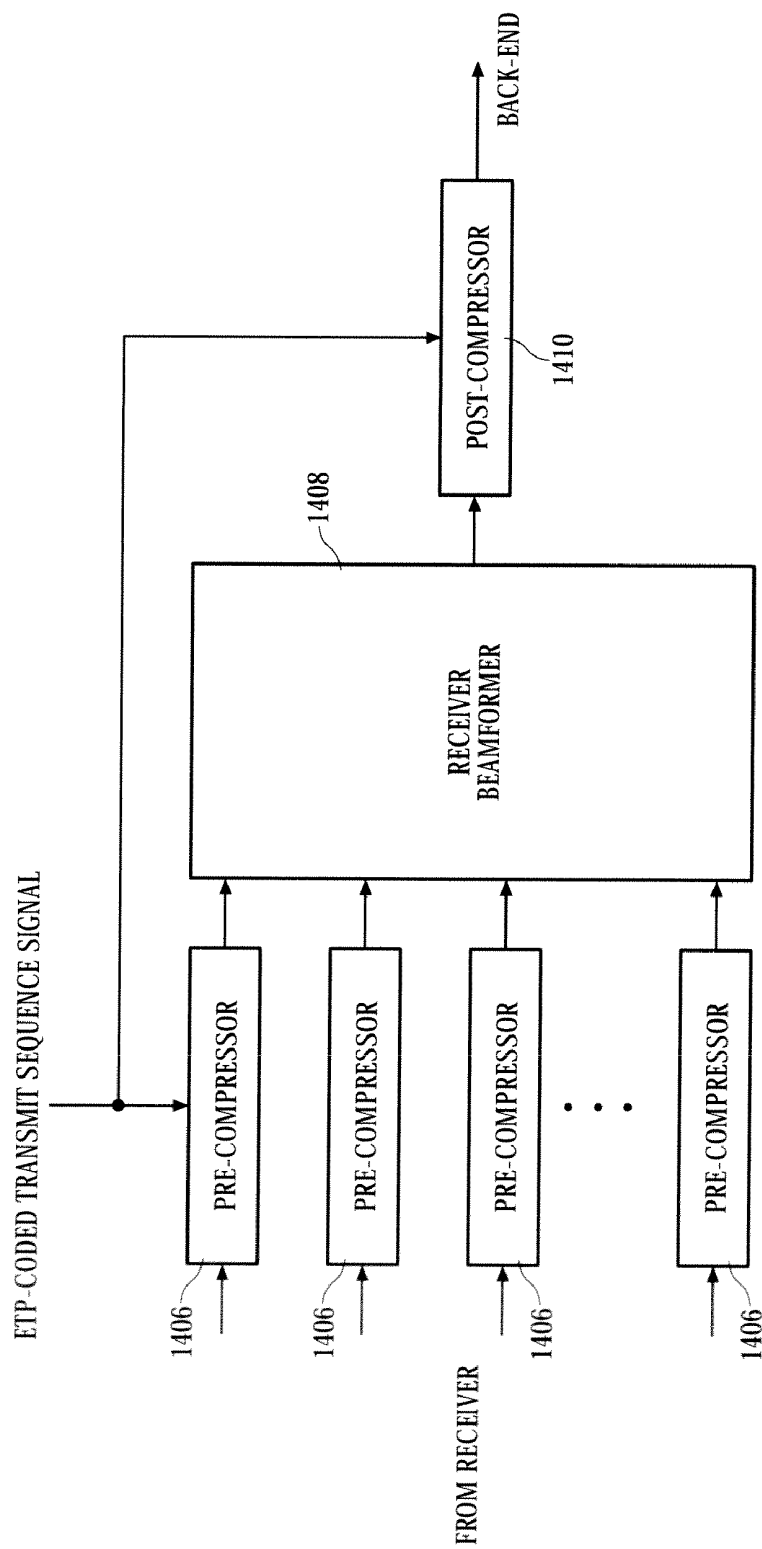 ETP-CODED TRANSMIT SEQUENCE SIGNAL
1406
PRE-COMPRESSOR
1406
PRE-COMPRESSOR
FROM RECEIVER
PRE-COMPRESSOR
1406
PRE-COMPRESSOR
1406
1408
RECEIVER
BEAMFORMER
POST-COMPRESSOR
1410
BACK-END